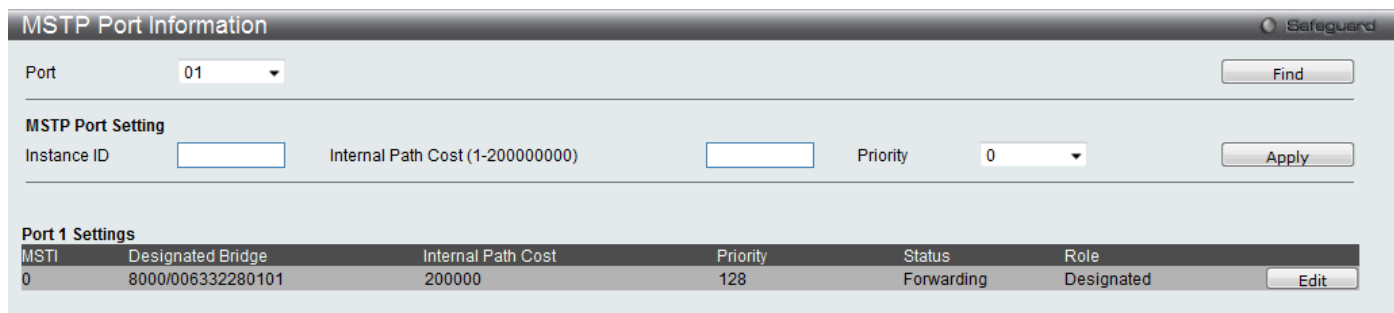 MSTP Port Information Safeguard
Port 01 Find
MSTP Port Setting
Instance ID Internal Path Cost (1-200000000) Priority 0 Apply
Port 1 Settings
MSTI Designated Bridge Internal Path Cost Priority Status Role
0 8000/006332280101 200000 128 Forwarding Designated Edit